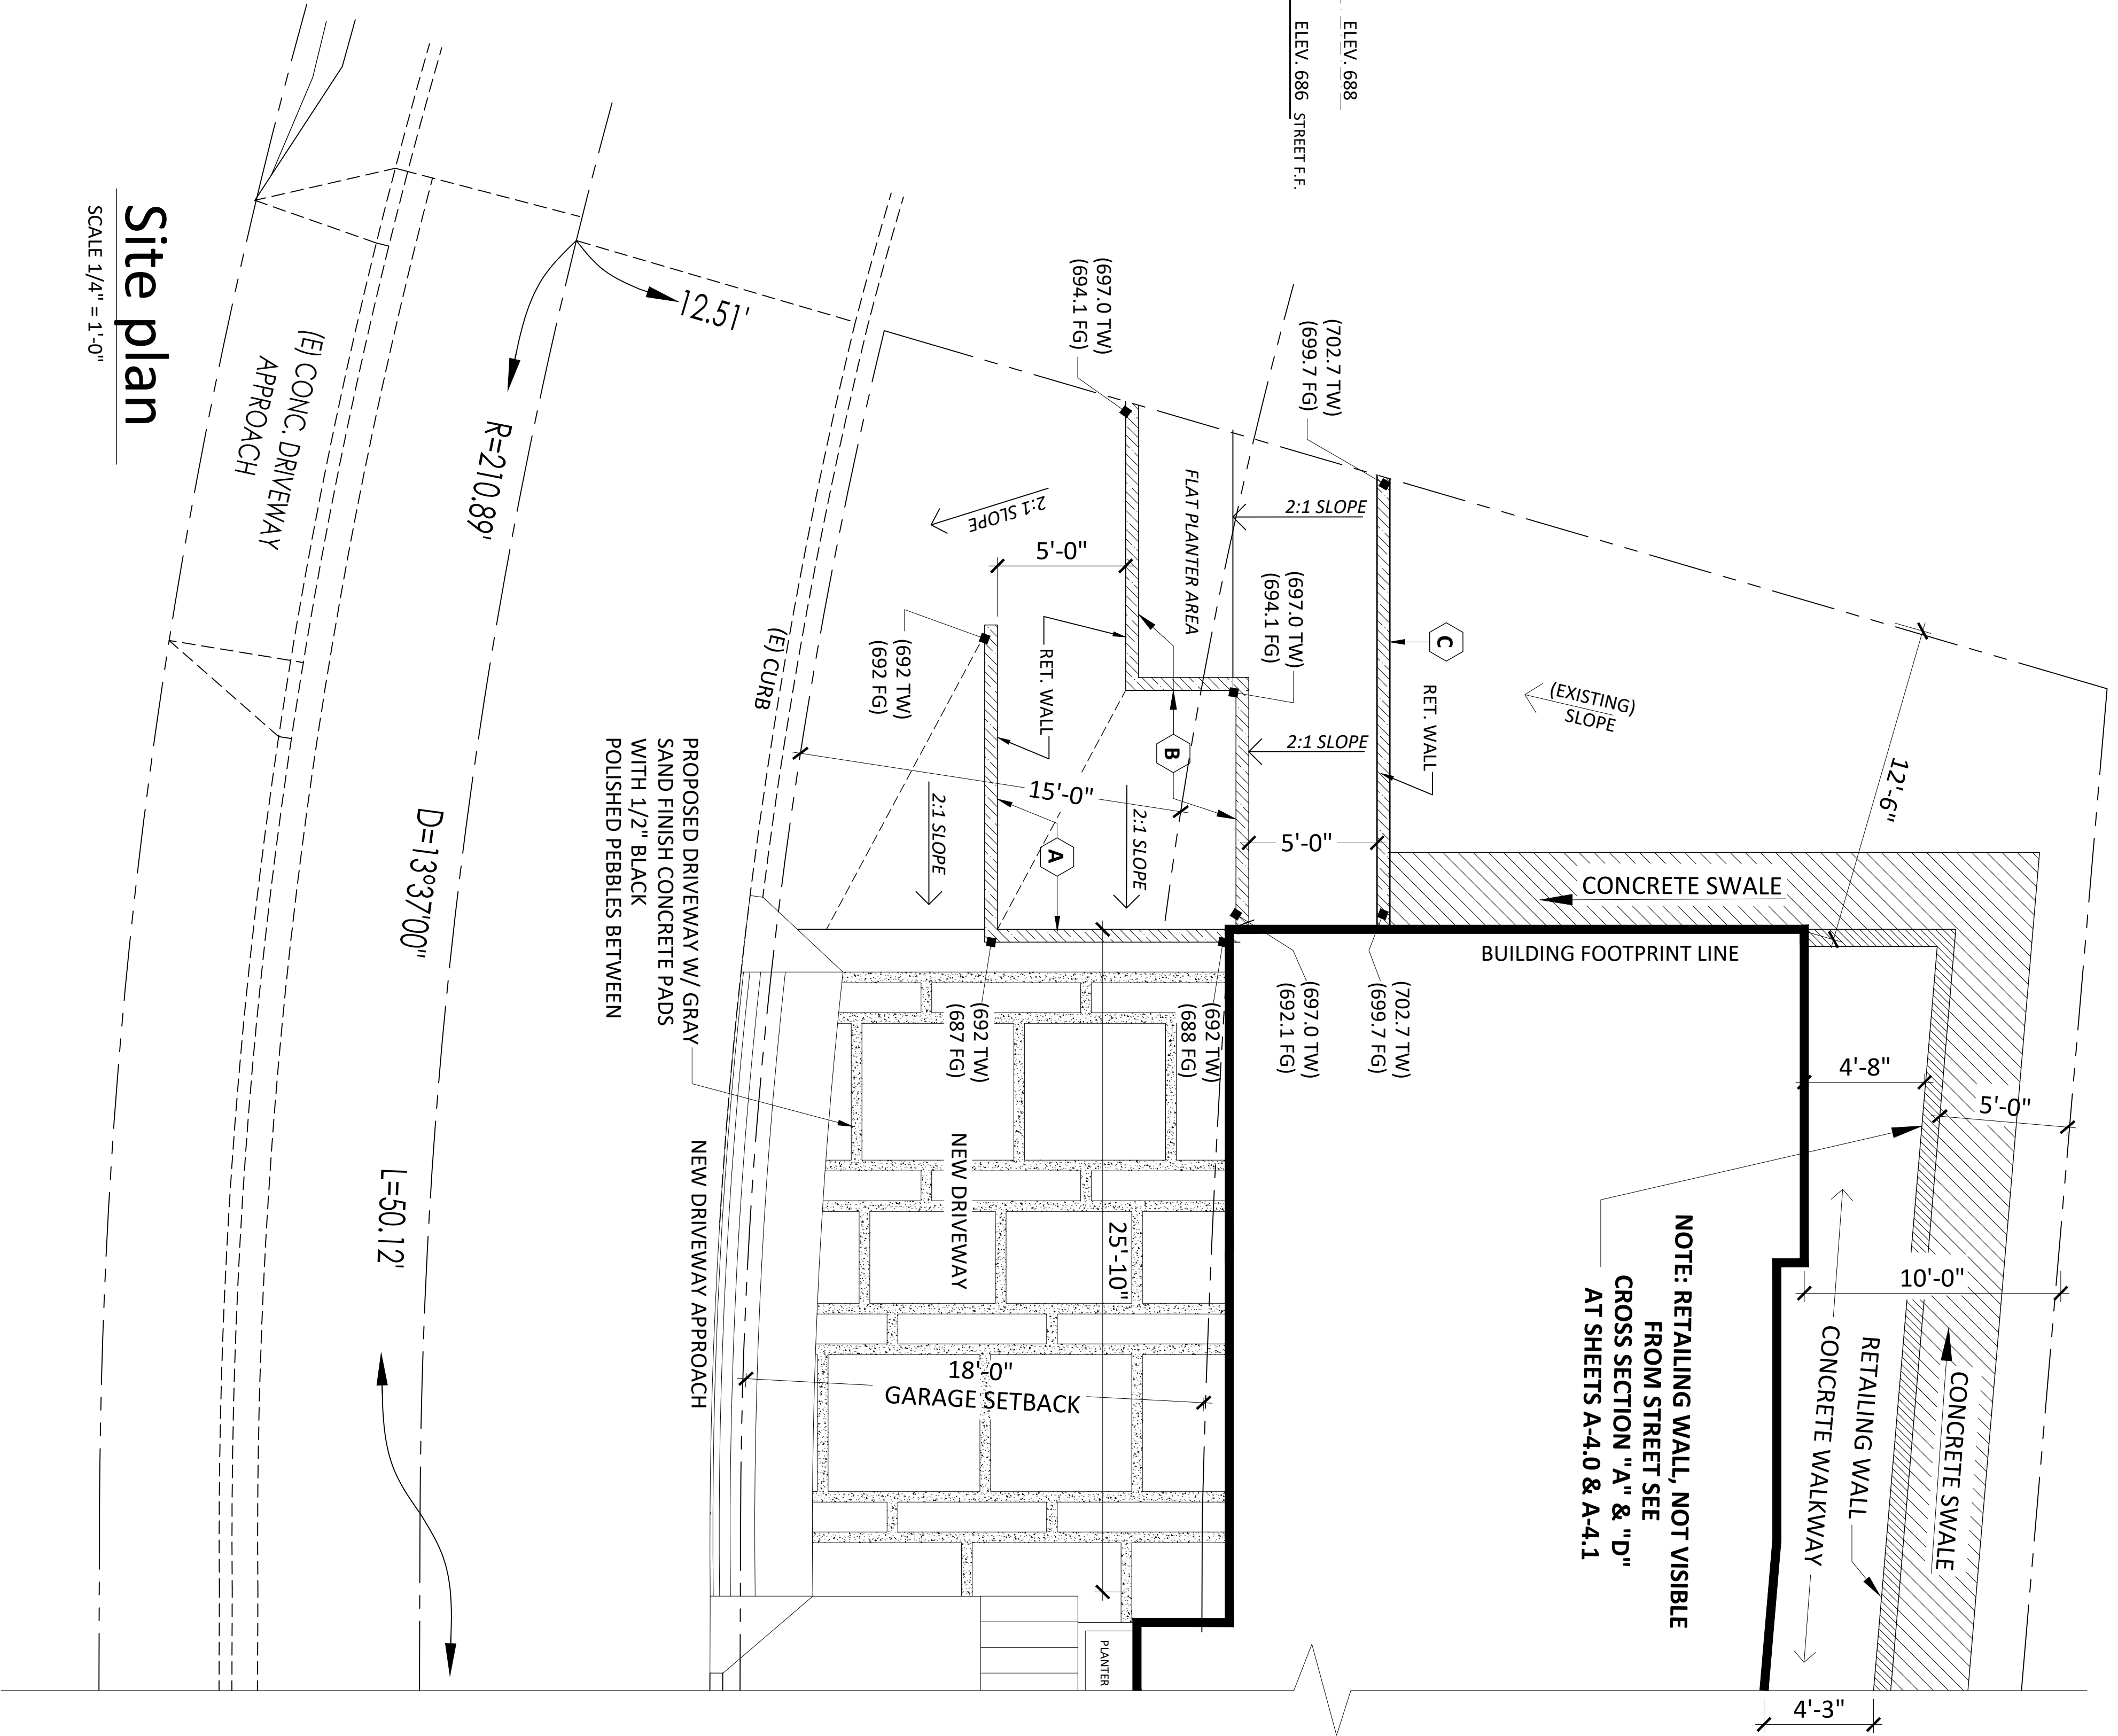 ELEV. 688
ELEV. 686 STREET F.F.
Site plan
SCALE 1/4" = 1'-0"
(E) CONC. DRIVEWAY
APPROACH
12.51'
R=210.89'
D=13°37'00"
L=50.12'
(697.0 TW)
(694.1 FG)
(702.7 TW)
(699.7 FG)
2:1 SLOPE
FLAT PLANTER AREA
2:1 SLOPE
5'-0"
(697.0 TW)
(694.1 FG)
C
RET. WALL
(EXISTING)
SLOPE
12'-6"
RET. WALL
(692 TW)
(692 FG)
(E) CURB
B
2:1 SLOPE
15'-0"
2:1 SLOPE
2:1 SLOPE
A
5'-0"
CONCRETE SWALE
BUILDING FOOTPRINT LINE
PROPOSED DRIVEWAY W/ GRAY
SAND FINISH CONCRETE PADS
WITH 1/2" BLACK
POLISHED PEBBLES BETWEEN
(692 TW)
(687 FG)
(692 TW)
(688 FG)
(697.0 TW)
(692.1 FG)
(702.7 TW)
(699.7 FG)
4'-8"
5'-0"
NEW DRIVEWAY APPROACH
NEW DRIVEWAY
25'-10"
18'-0"
GARAGE SETBACK
NOTE: RETAILING WALL, NOT VISIBLE
FROM STREET SEE
CROSS SECTION "A" & "D"
AT SHEETS A-4.0 & A-4.1
10'-0"
CONCRETE WALKWAY
RETAILING WALL
CONCRETE SWALE
PLANTER
4'-3"